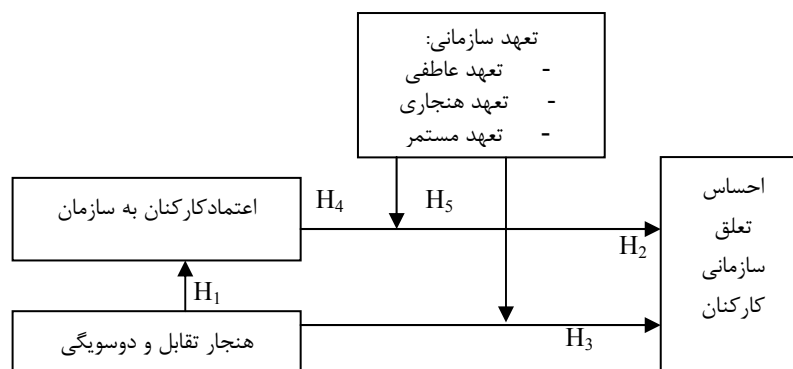 تعهد سازمانی:
- تعهد عاطفی
- تعهد هنجاری
- تعهد مستمر
احساس
تعلق
سازمانی
کارکنان
اعتمادکارکنان به سازمان
H4
H5
H2
H1
هنجار تقابل و دوسویگی
H3